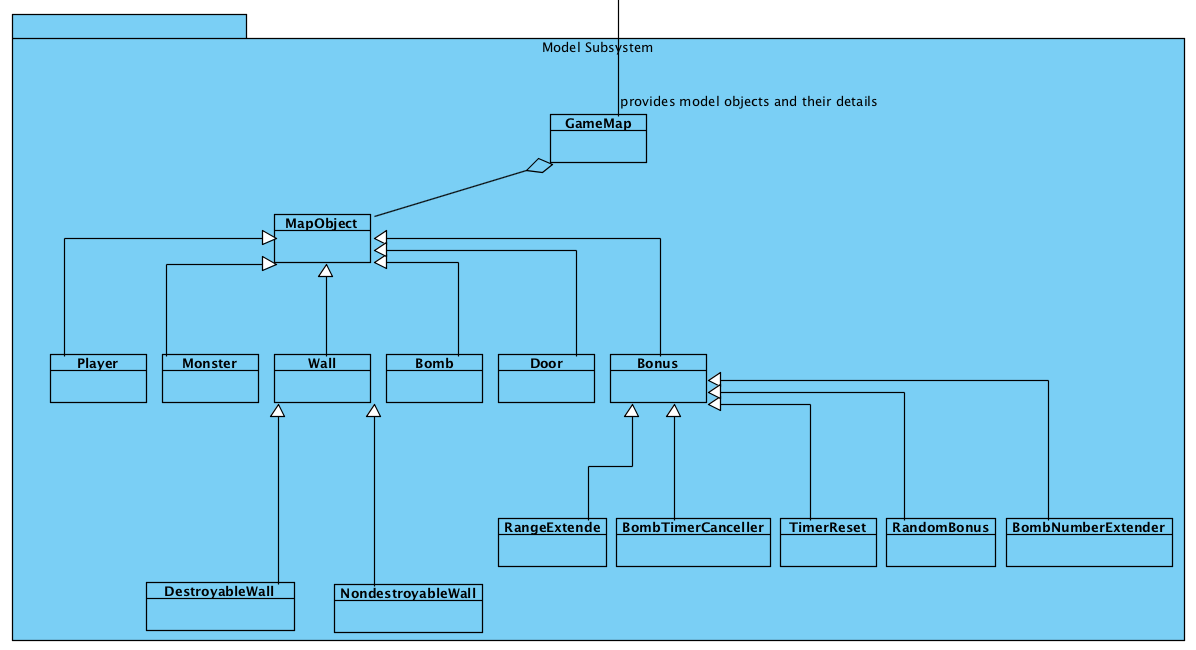 Model Subsystem
provides model objects and their details
GameMap
MapObject
Player
Monster
Wall
Bomb
Door
Bonus
RangeExtende
BombTimerCanceller
TimerReset
RandomBonus
BombNumberExtender
DestroyableWall
NondestroyableWall